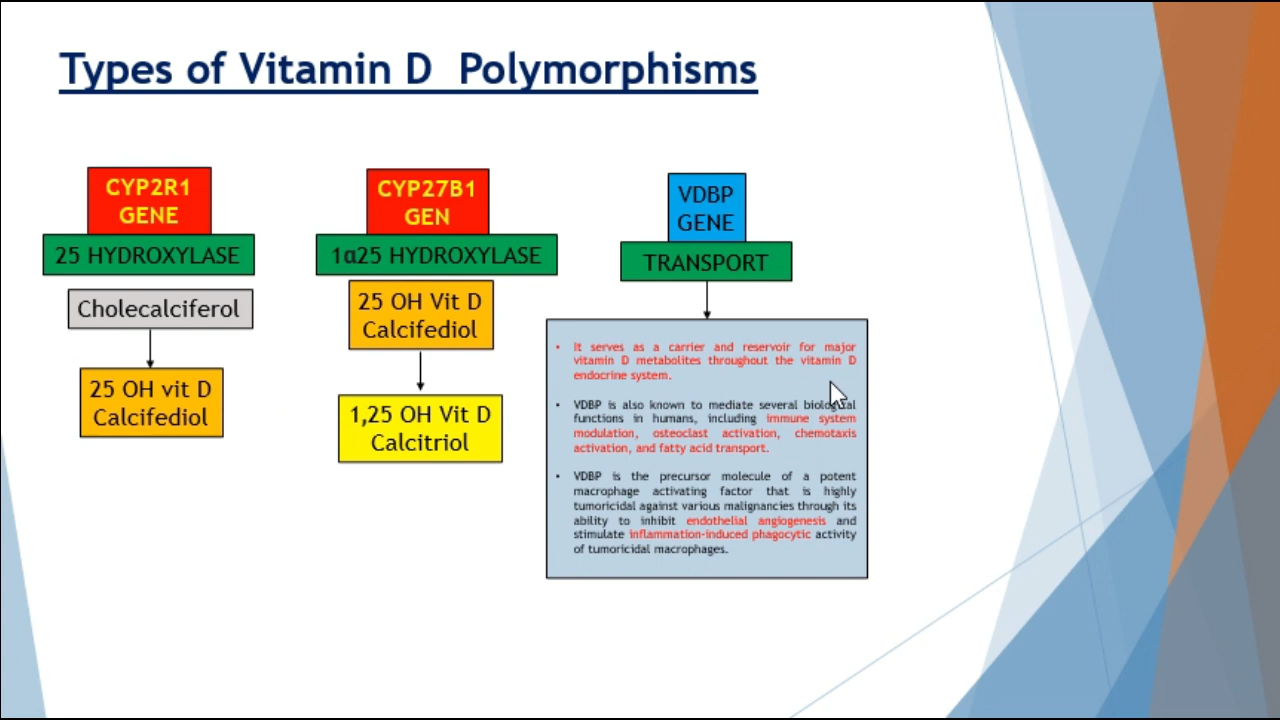 Types of Vitamin D Polymorphisms
CYP2R1
GENE
25 HYDROXYLASE
Cholecalciferol
25 OH vit D
Calcifediol
CYP27B1
GEN
1α25 HYDROXYLASE
25 OH Vit D
Calcifediol
1,25 OH Vit D
Calcitriol
VDBP
GENE
TRANSPORT
• It serves as a carrier and reservoir for major
vitamin D metabolites throughout the vitamin D
endocrine system.
• VDBP is also known to mediate several biological
functions in humans, including immune system
modulation, osteoclast activation, chemotaxis
activation, and fatty acid transport.
• VDBP is the precursor molecule of a potent
macrophage activating factor that is highly
tumoricidal against various malignancies through its
ability to inhibit endothelial angiogenesis and
stimulate inflammation-induced phagocytic activity
of tumoricidal macrophages.